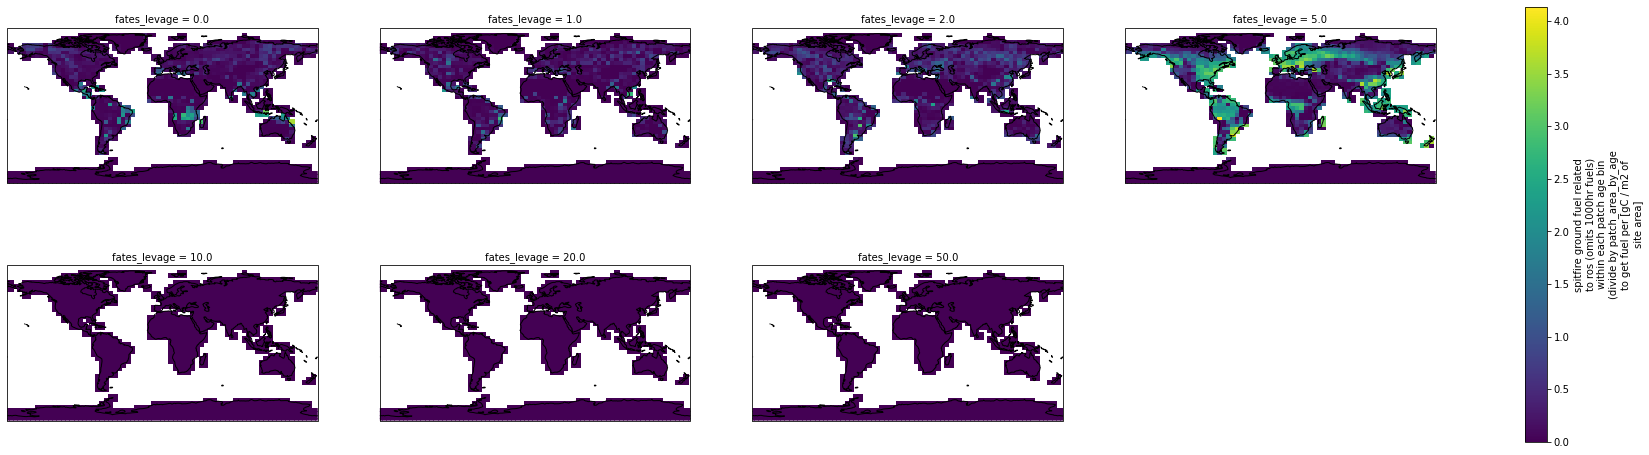 fates_levage = 0.0
fates_levage = 1.0
fates_levage = 2.0
fates_levage = 5.0
fates_levage = 10.0
fates_levage = 20.0
fates_levage = 50.0
4.0
3.5
3.0
2.5
2.0
1.5
1.0
0.5
0.0
spitfire ground fuel related
to ros (omits 1000hr fuels)
within each patch age bin
(divide by patch_area_by_age
to get fuel per [gC / m2 of
site area]